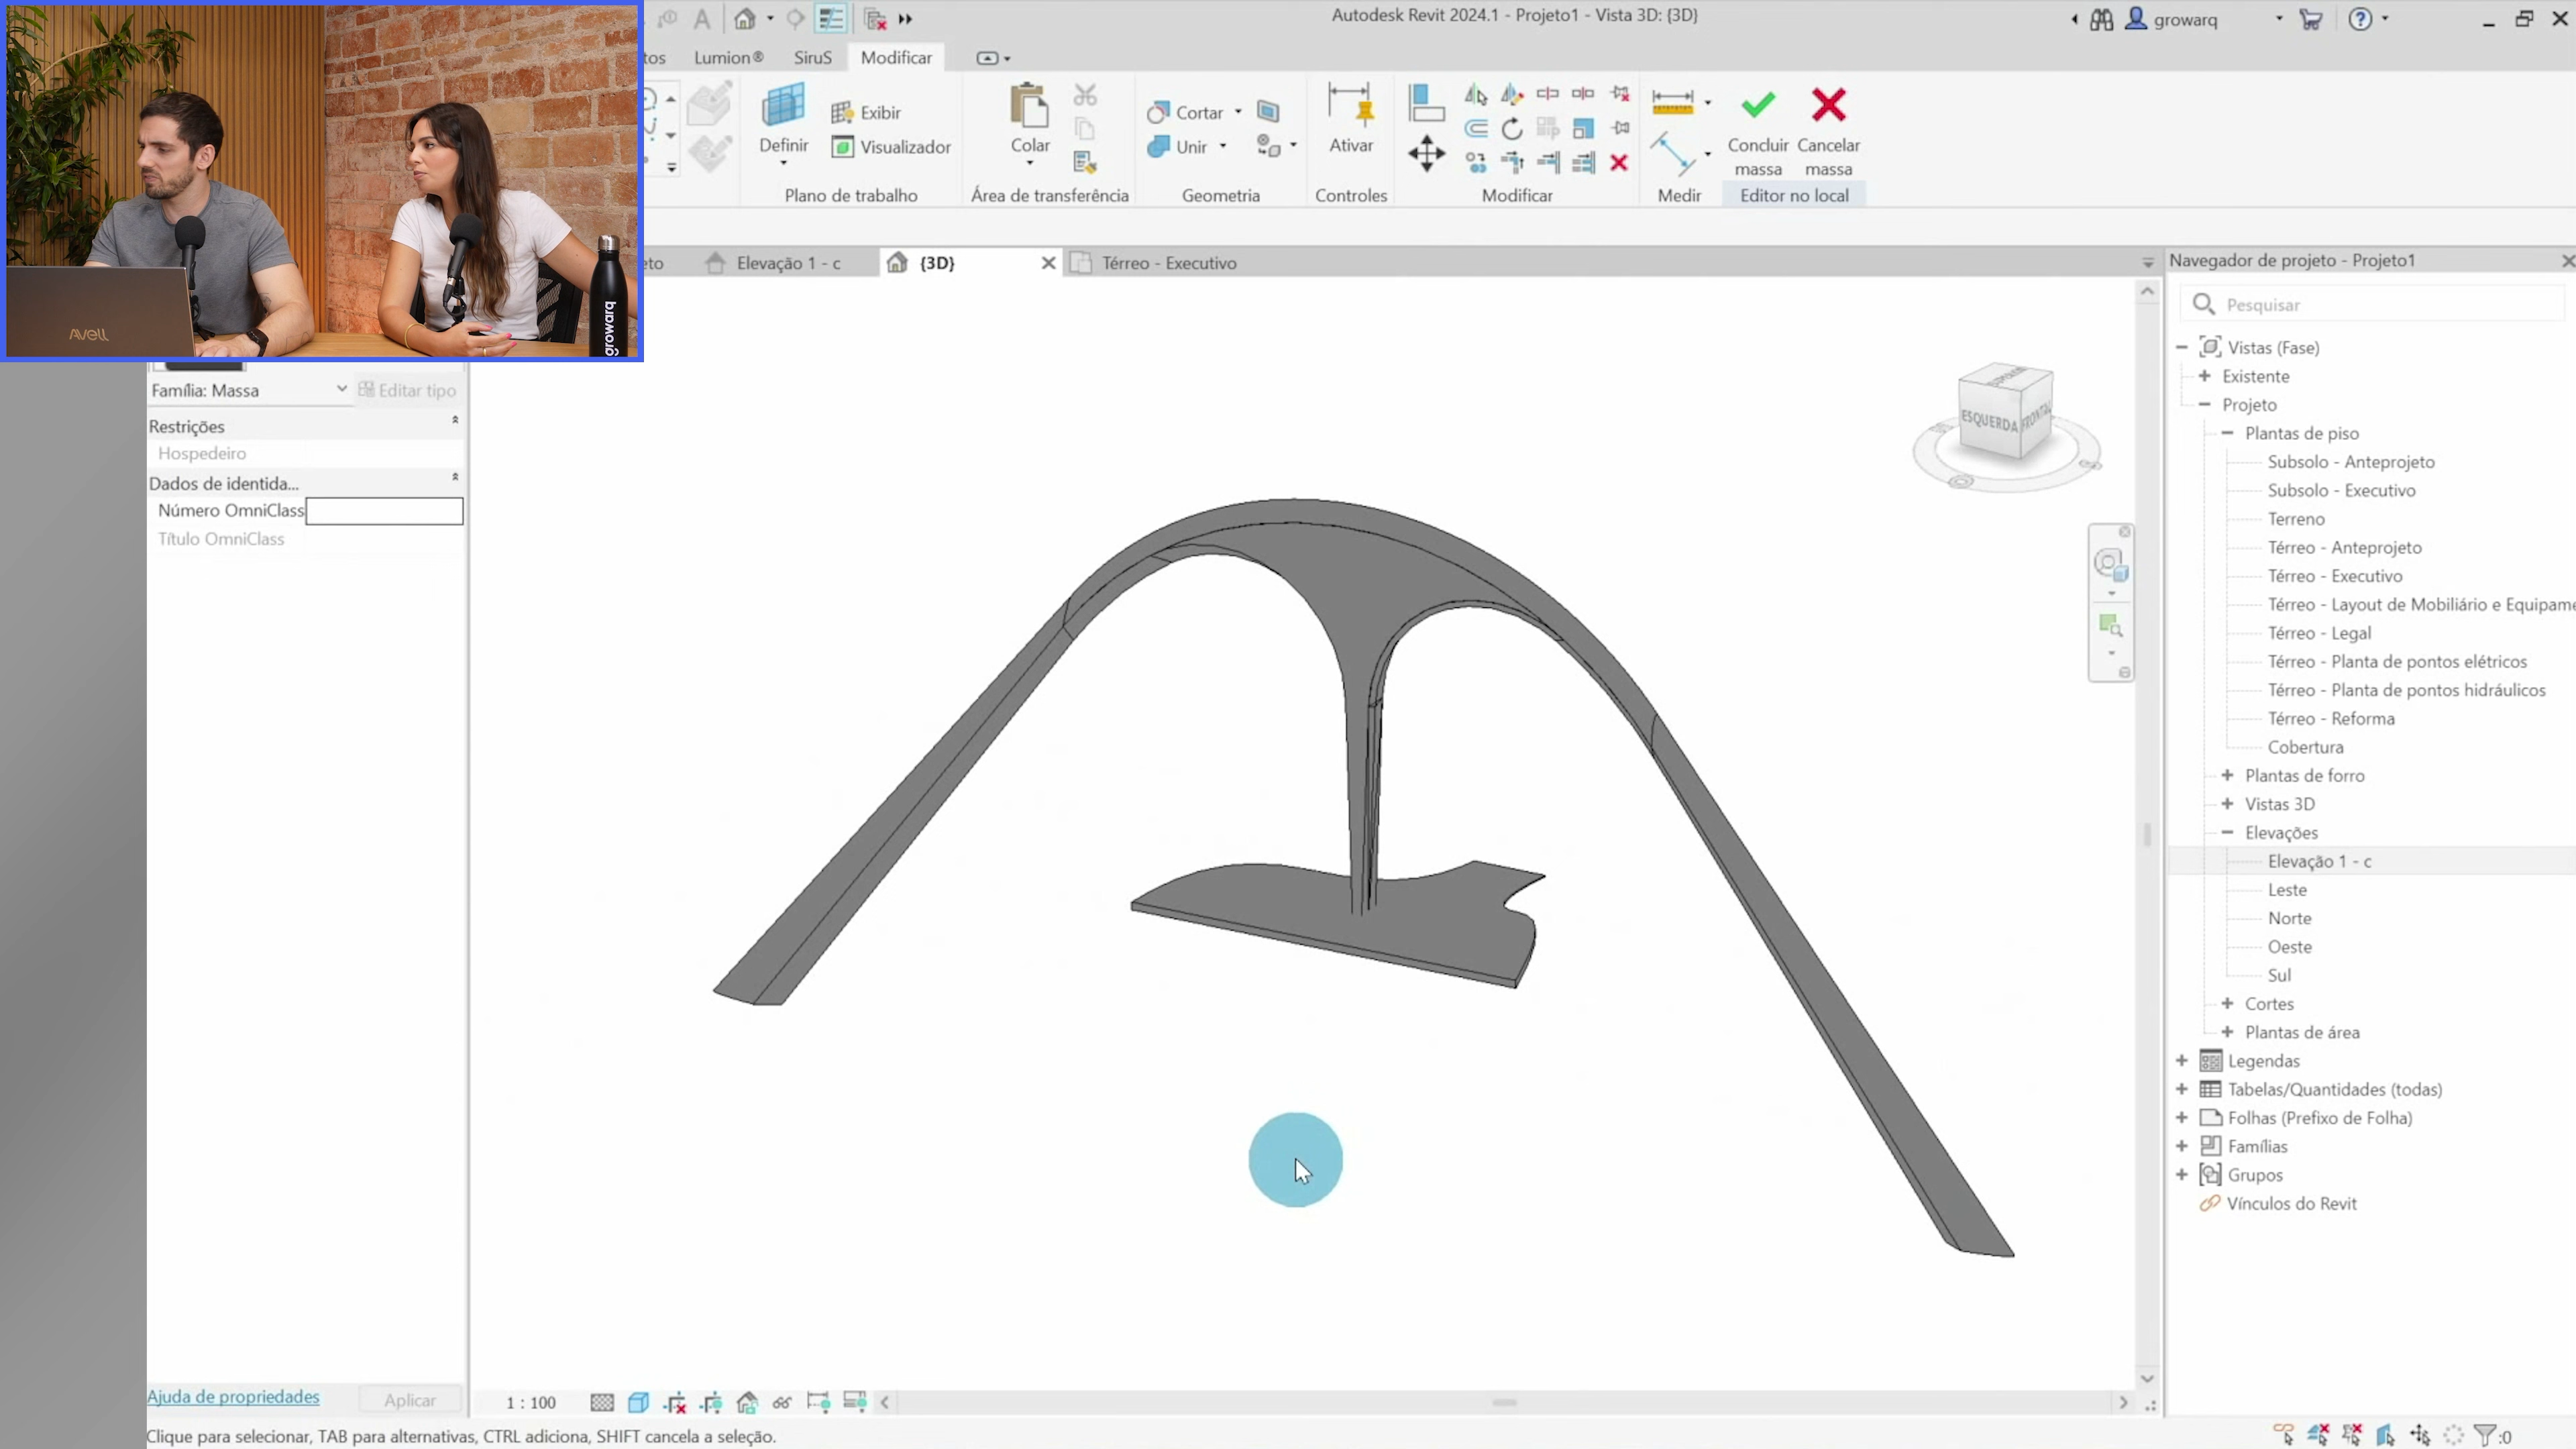 Autodesk Revit 2024.1 - Projeto1 - Vista 3D: {3D}
growarq
tos
Lumion®
SiruS
Modificar
Definir
Exibir
Visualizador
Plano de trabalho
Colar
Área de transferência
Cortar
Unir
Geometria
Ativar
Controles
Modificar
Medir
Concluir massa
Cancelar massa
Editor no local
Avell
growarq
eto
Elevação 1 - c
{3D}
Térreo - Executivo
Navegador de projeto - Projeto1
Pesquisar
Família: Massa
Editar tipo
Restrições
Hospedeiro
Dados de identida...
Número OmniClass
Título OmniClass
SUPERIOR
ESQUERDA
FRONTAL
Vistas (Fase)
Existente
Projeto
Plantas de piso
Subsolo - Anteprojeto
Subsolo - Executivo
Terreno
Térreo - Anteprojeto
Térreo - Executivo
Térreo - Layout de Mobiliário e Equipame
Térreo - Legal
Térreo - Planta de pontos elétricos
Térreo - Planta de pontos hidráulicos
Térreo - Reforma
Cobertura
Plantas de forro
Vistas 3D
Elevações
Elevação 1 - c
Leste
Norte
Oeste
Sul
Cortes
Plantas de área
Legendas
Tabelas/Quantidades (todas)
Folhas (Prefixo de Folha)
Famílias
Grupos
Vínculos do Revit
Ajuda de propriedades
Aplicar
1 : 100
Clique para selecionar, TAB para alternativas, CTRL adiciona, SHIFT cancela a seleção.
:0